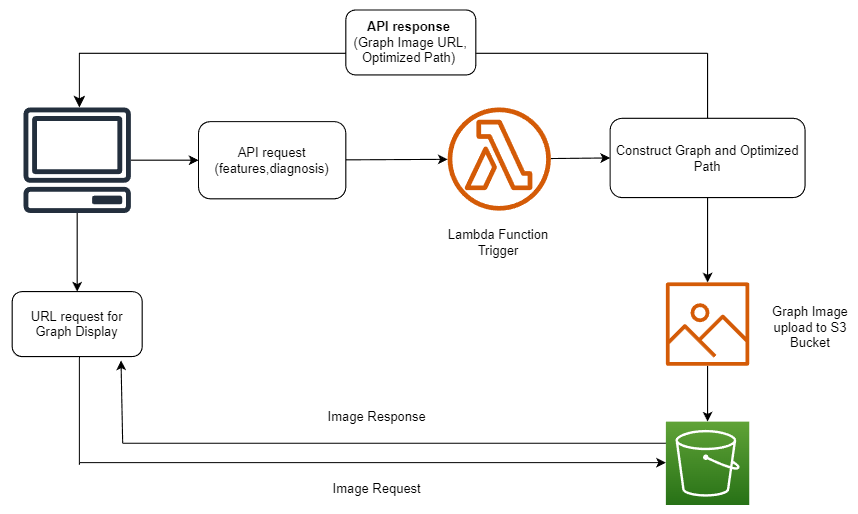 API response
(Graph Image URL,
Optimized Path)
API request
(features,diagnosis)
Construct Graph and Optimized
Path
Lambda Function
Trigger
URL request for
Graph Display
Graph Image
upload to S3
Bucket
Image Response
Image Request